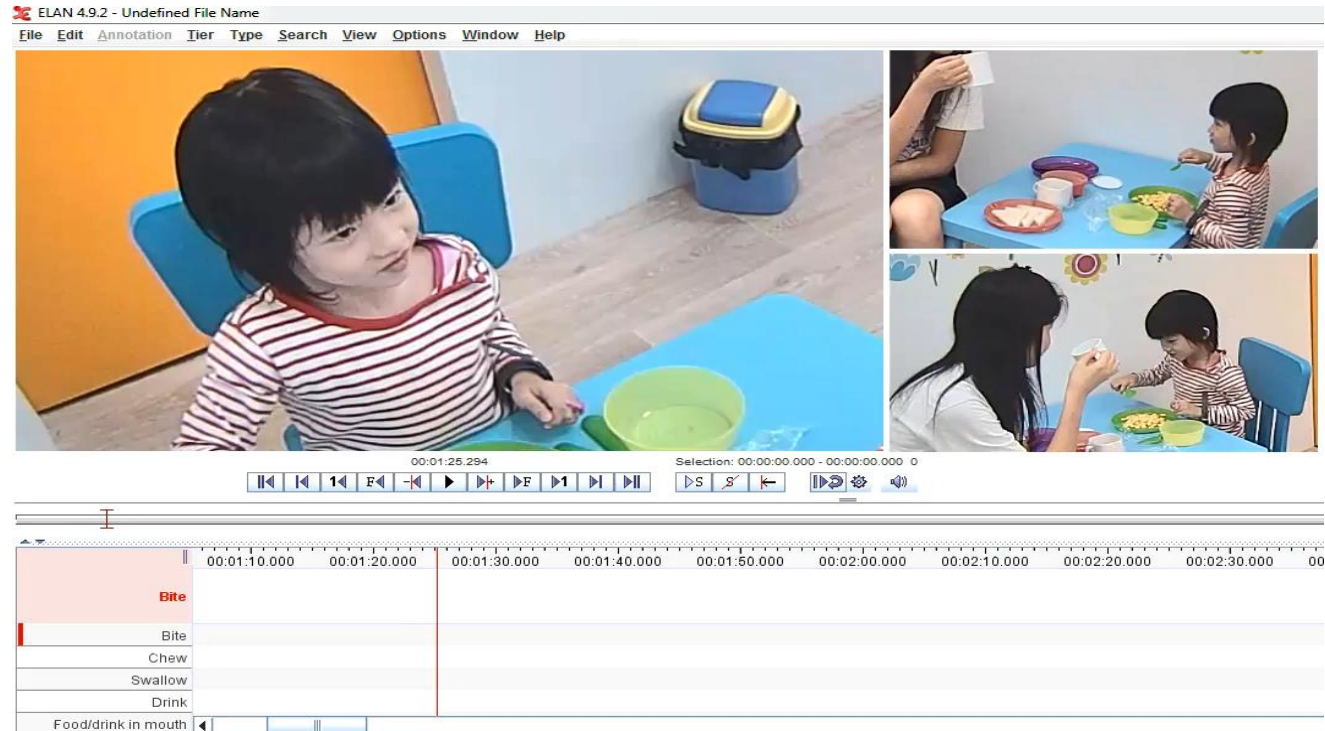 ELAN 4.9.2 - Undefined File Name
File Edit Annotation Tier Type Search View Options Window Help
00:01:25.294 Selection: 00:00:00.000 - 00:00:00.000 0
1 F F 1 S S
00:01:10.000 00:01:20.000 00:01:30.000 00:01:40.000 00:01:50.000 00:02:00.000 00:02:10.000 00:02:20.000 00:02:30.000 00
Bite
Bite
Chew
Swallow
Drink
Food/drink in mouth